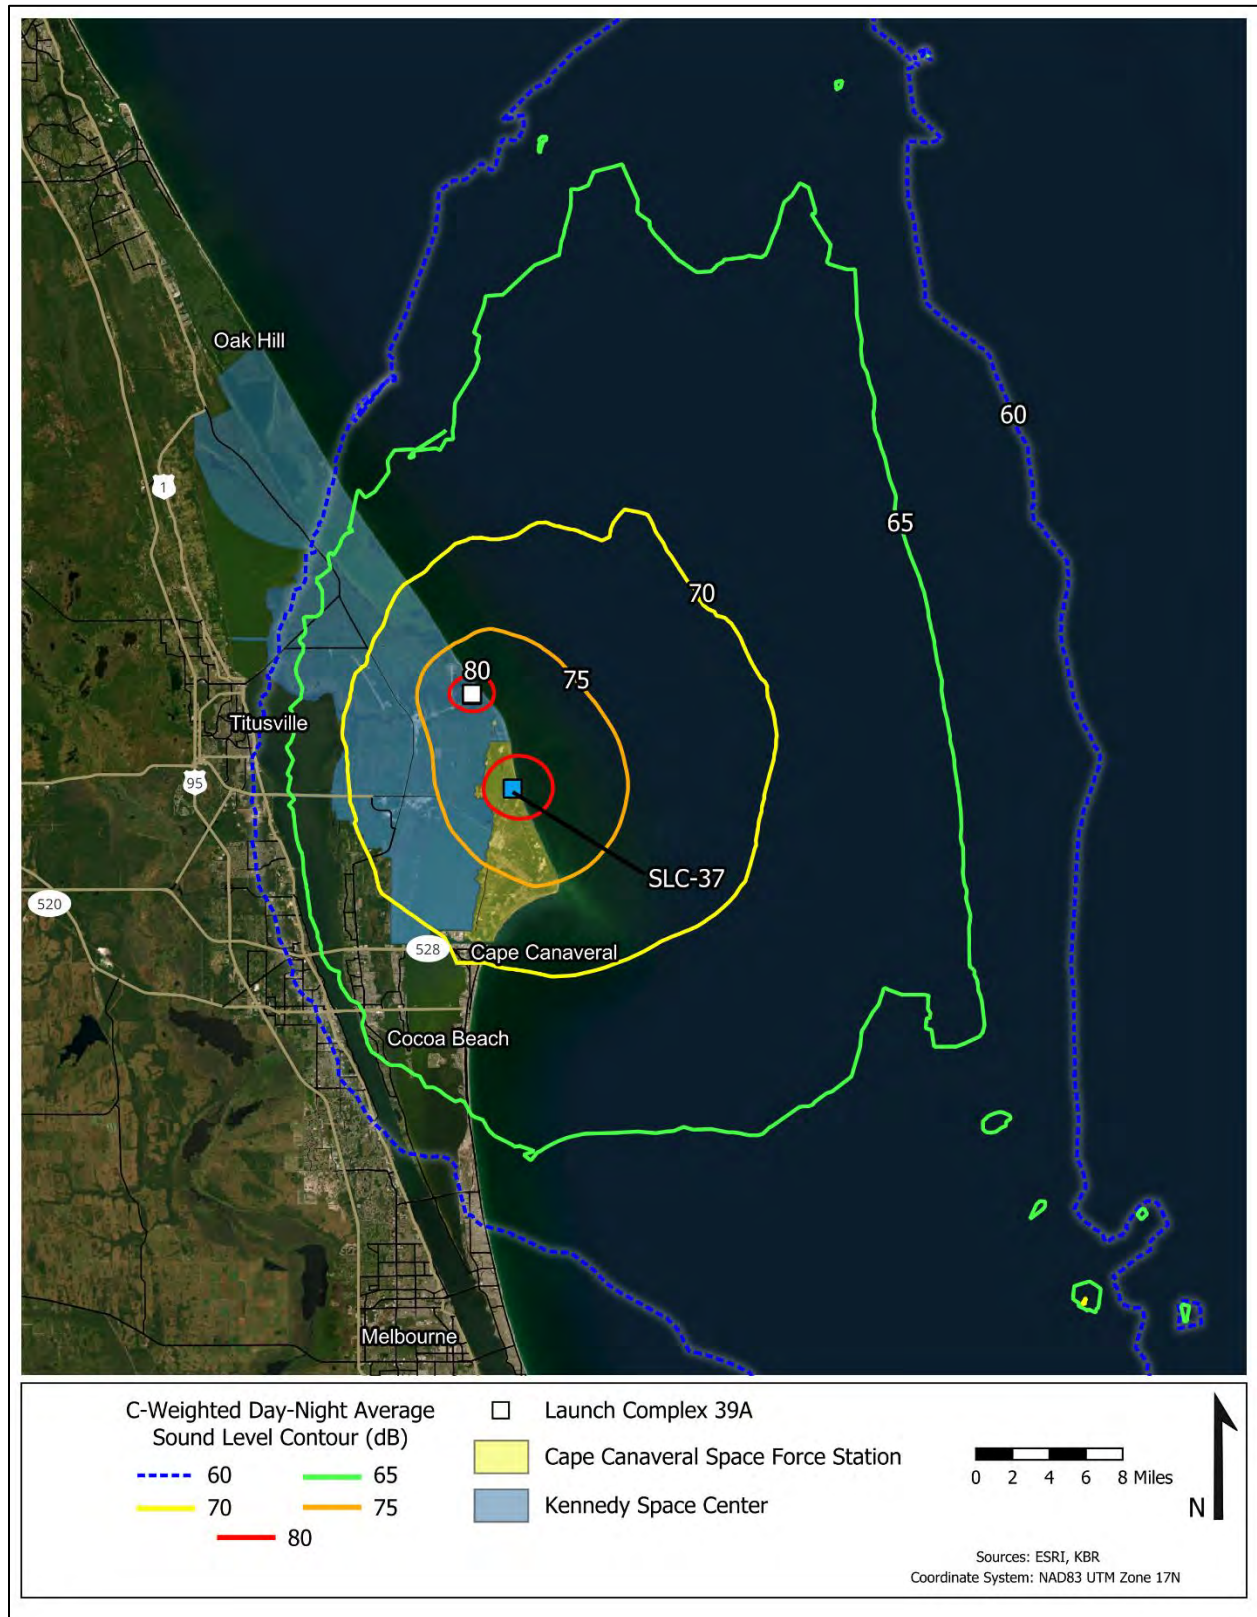 Oak Hill
60
1
65
70
80
75
Titusville
95
SLC-37
520
528
Cape Canaveral
Cocoa Beach
Melbourne
C-Weighted Day-Night Average
Sound Level Contour (dB)
60
65
70
75
80
Launch Complex 39A
Cape Canaveral Space Force Station
Kennedy Space Center
0 2 4 6 8 Miles
N
Sources: ESRI, KBR
Coordinate System: NAD83 UTM Zone 17N